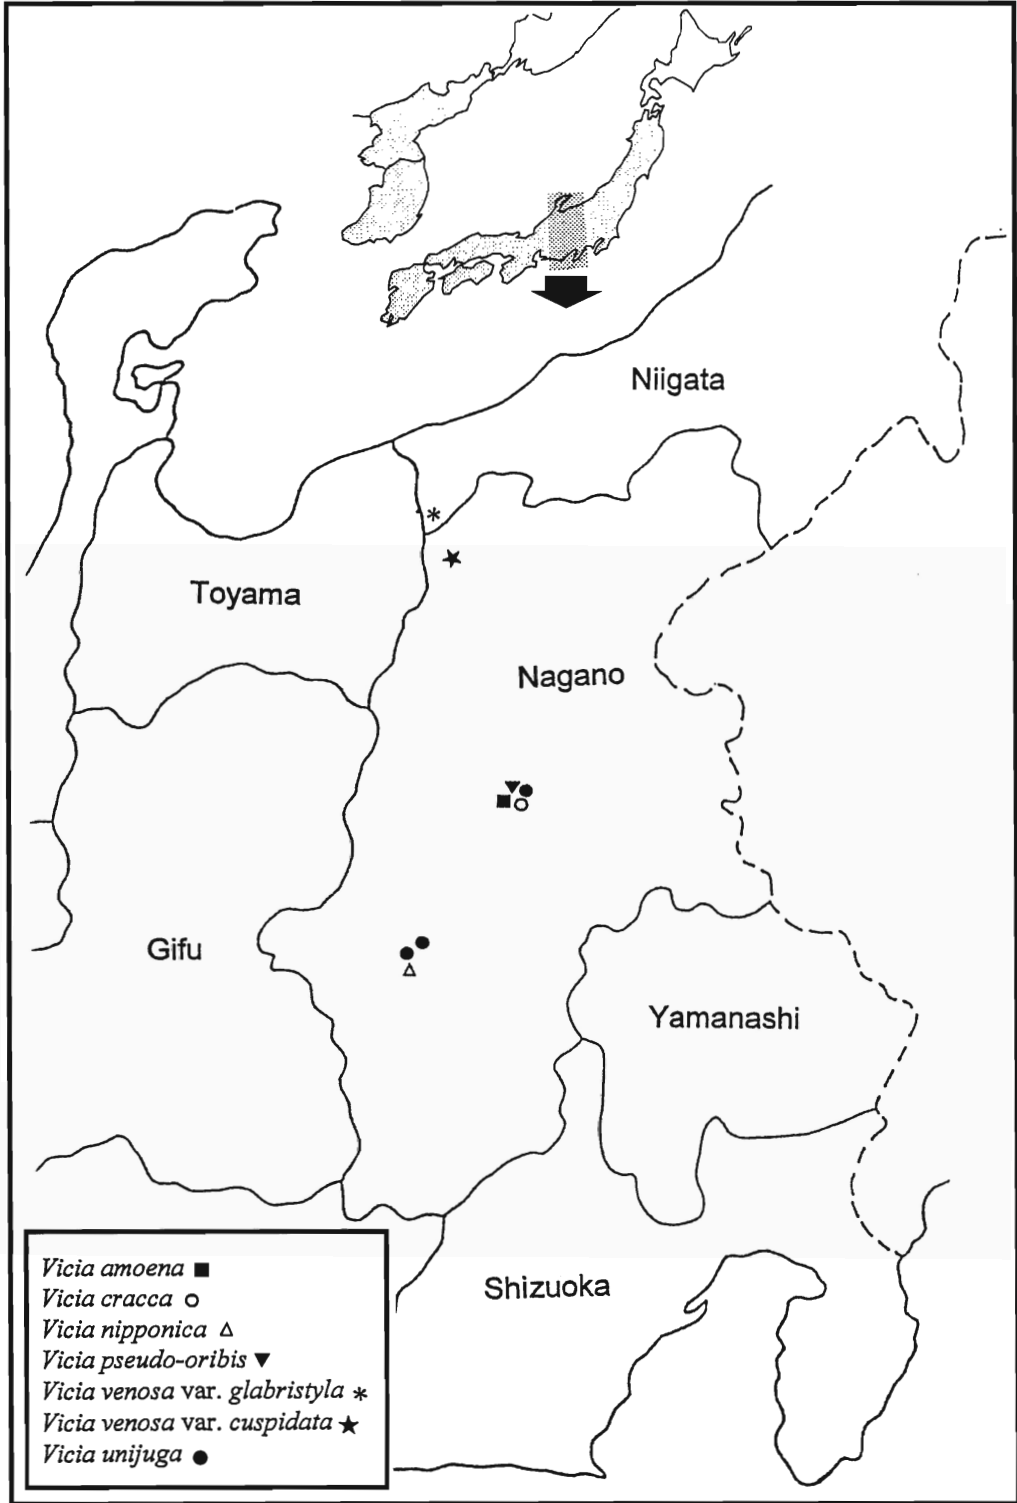 Niigata
Toyama
Nagano
Gifu
Yamanashi
Shizuoka
Vicia amoena ■
Vicia cracca ○
Vicia nipponica △
Vicia pseudo-oribis ▼
Vicia venosa var. glabristyla *
Vicia venosa var. cuspidata ★
Vicia unijuga ●